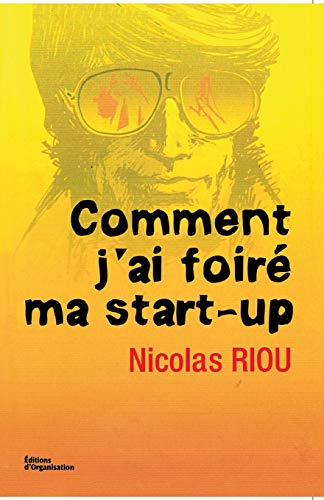 Comment
j'ai foiré
ma start-up
Nicolas RIOU
Éditions
d'Organisation